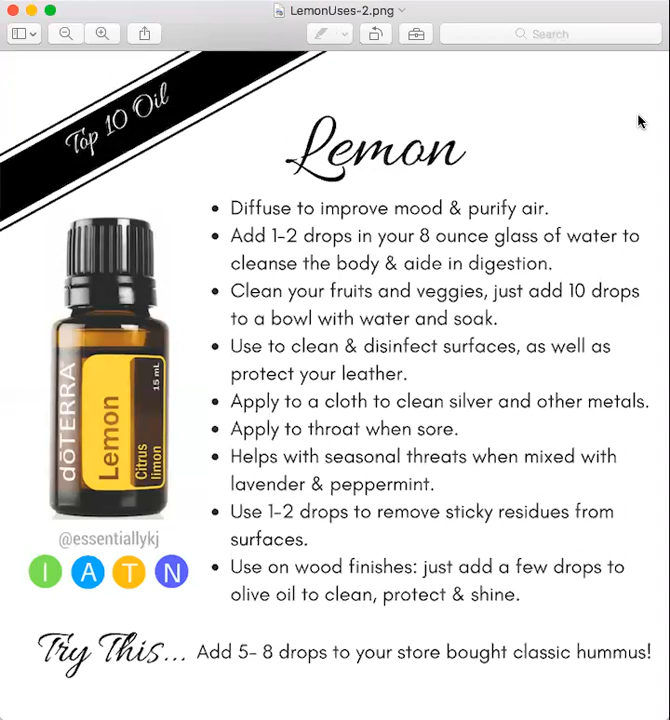 LemonUses-2.png
Search
Top 10 Oil
Lemon
Diffuse to improve mood & purify air.
Add 1-2 drops in your 8 ounce glass of water to
cleanse the body & aide in digestion.
Clean your fruits and veggies, just add 10 drops
to a bowl with water and soak.
Use to clean & disinfect surfaces, as well as
protect your leather.
Apply to a cloth to clean silver and other metals.
Apply to throat when sore.
Helps with seasonal threats when mixed with
lavender & peppermint.
Use 1-2 drops to remove sticky residues from
surfaces.
Use on wood finishes: just add a few drops to
olive oil to clean, protect & shine.
dōTERRA
Lemon
Citrus
limon
15 mL
@essentiallykj
I A T N
Try This... Add 5- 8 drops to your store bought classic hummus!